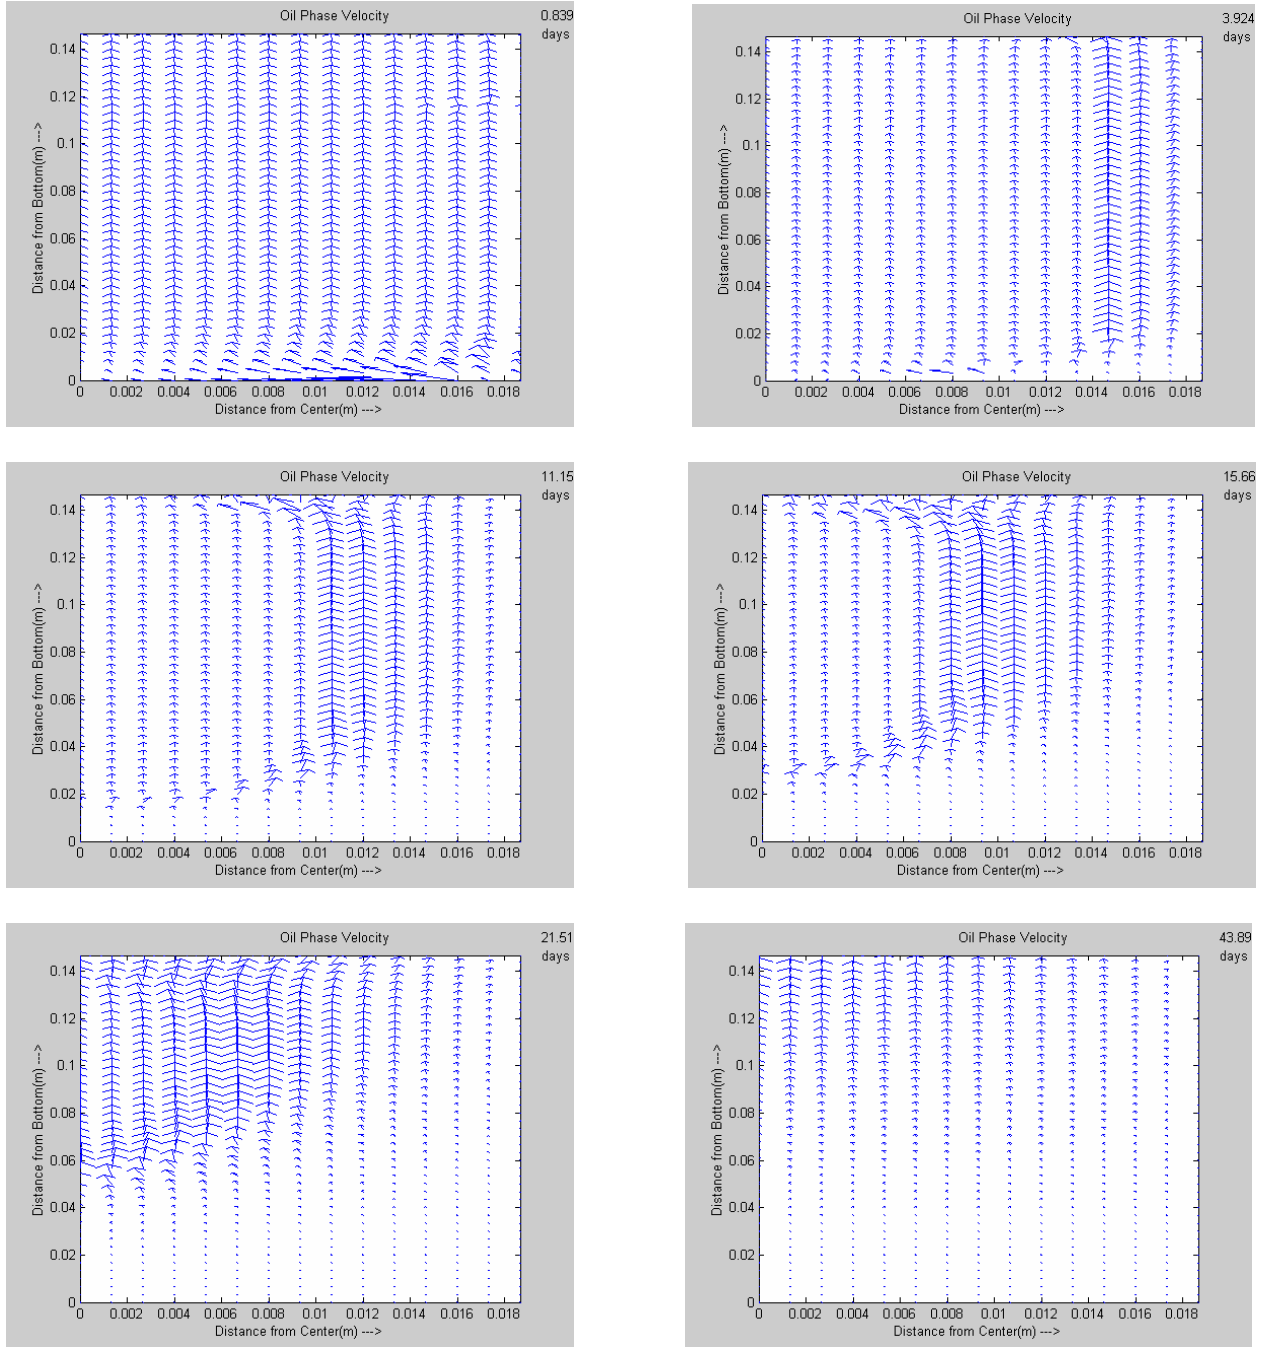 Oil Phase Velocity
0.839
days
0.14
0.12
0.1
0.08
0.06
0.04
0.02
0
Distance from Bottom(m) --->
0 0.002 0.004 0.006 0.008 0.01 0.012 0.014 0.016 0.018
Distance from Center(m) --->
Oil Phase Velocity
3.924
days
0.14
0.12
0.1
0.08
0.06
0.04
0.02
0
Distance from Bottom(m) --->
0 0.002 0.004 0.006 0.008 0.01 0.012 0.014 0.016 0.018
Distance from Center(m) --->
Oil Phase Velocity
11.15
days
0.14
0.12
0.1
0.08
0.06
0.04
0.02
0
Distance from Bottom(m) --->
0 0.002 0.004 0.006 0.008 0.01 0.012 0.014 0.016 0.018
Distance from Center(m) --->
Oil Phase Velocity
15.66
days
0.14
0.12
0.1
0.08
0.06
0.04
0.02
0
Distance from Bottom(m) --->
0 0.002 0.004 0.006 0.008 0.01 0.012 0.014 0.016 0.018
Distance from Center(m) --->
Oil Phase Velocity
21.51
days
0.14
0.12
0.1
0.08
0.06
0.04
0.02
0
Distance from Bottom(m) --->
0 0.002 0.004 0.006 0.008 0.01 0.012 0.014 0.016 0.018
Distance from Center(m) --->
Oil Phase Velocity
43.89
days
0.14
0.12
0.1
0.08
0.06
0.04
0.02
0
Distance from Bottom(m) --->
0 0.002 0.004 0.006 0.008 0.01 0.012 0.014 0.016 0.018
Distance from Center(m) --->